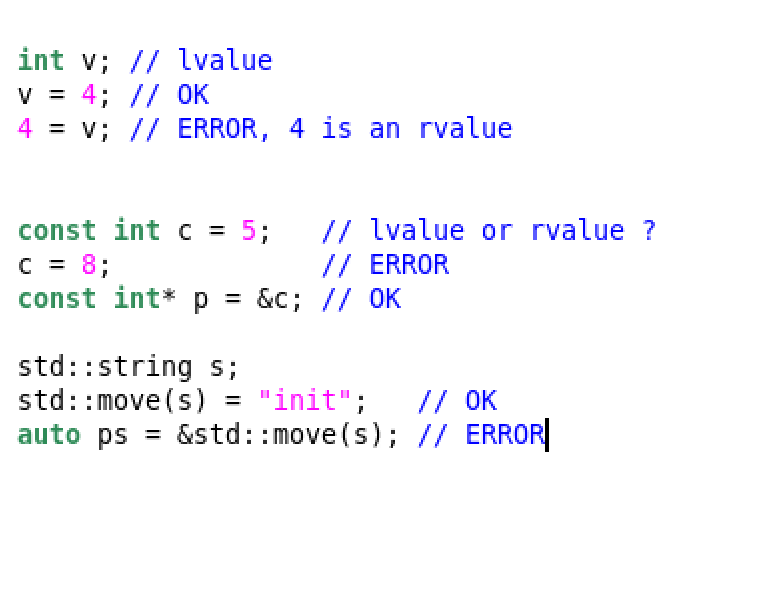 int v; // lvalue
v = 4; // OK
4 = v; // ERROR, 4 is an rvalue
const int c = 5;   // lvalue or rvalue ?
c = 8;             // ERROR
const int* p = &c; // OK
std::string s;
std::move(s) = "init";   // OK
auto ps = &std::move(s); // ERROR